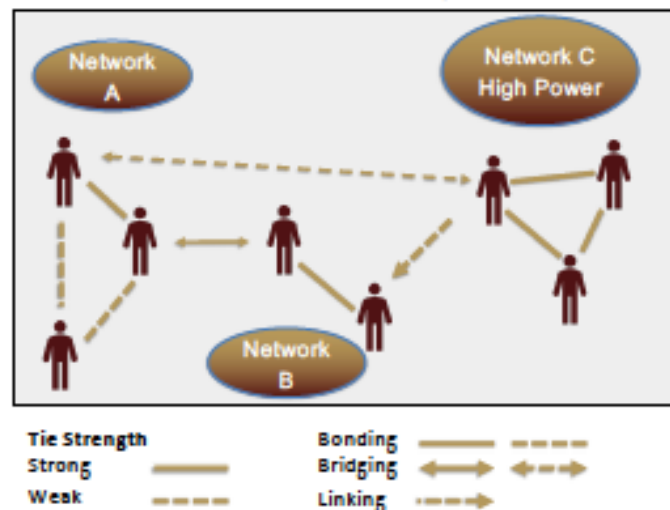 Network
A
Network C
High Power
Network
B
Tie Strength
Strong
Weak
Bonding
Bridging
Linking